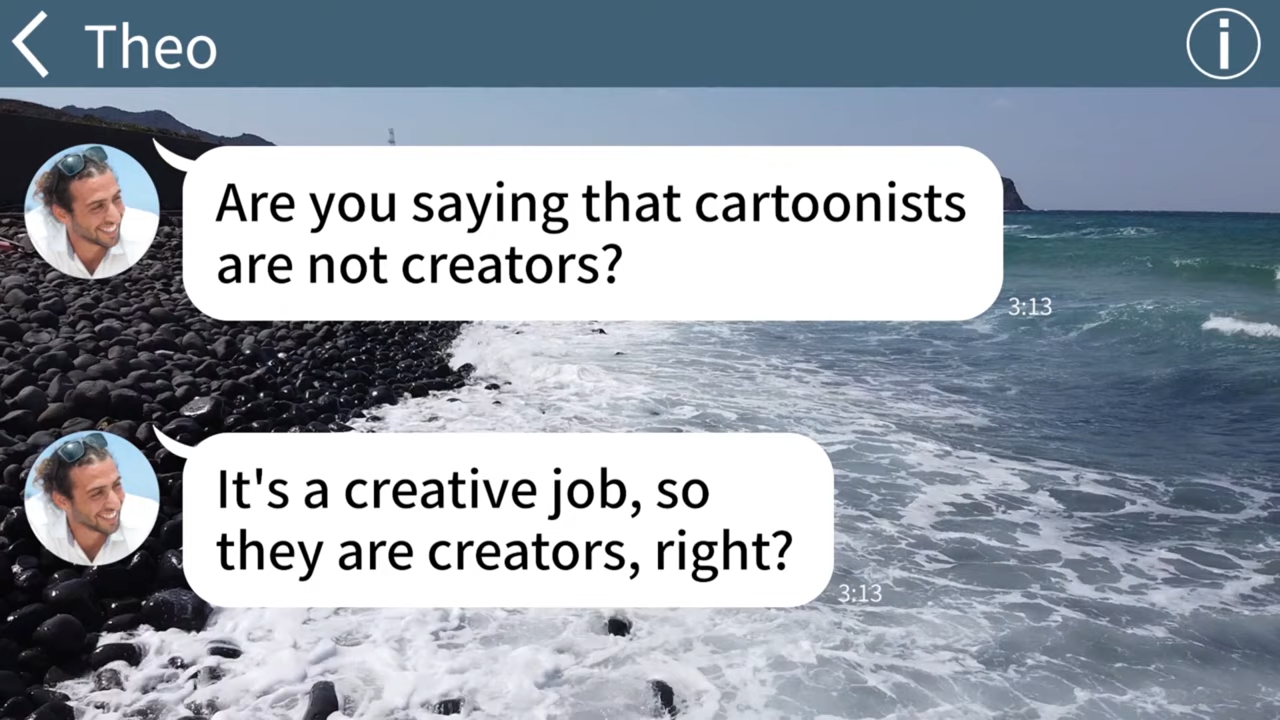 Theo
Are you saying that cartoonists
are not creators?
3:13
It's a creative job, so
they are creators, right?
3:13